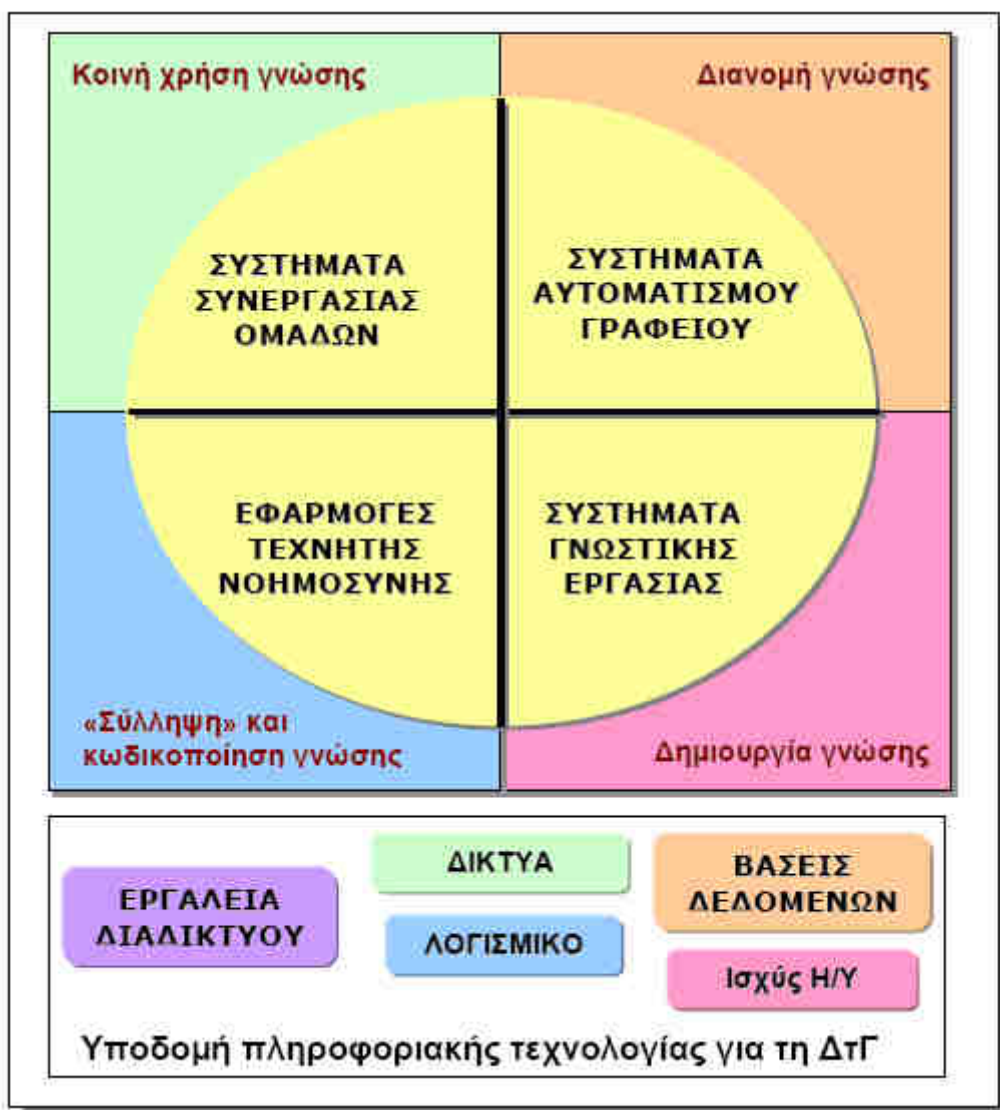 Κοινή χρήση γνώσης
Διανομή γνώσης
ΣΥΣΤΗΜΑΤΑ
ΣΥΝΕΡΓΑΣΙΑΣ
ΟΜΑΔΩΝ
ΣΥΣΤΗΜΑΤΑ
ΑΥΤΟΜΑΤΙΣΜΟΥ
ΓΡΑΦΕΙΟΥ
ΕΦΑΡΜΟΓΕΣ
ΤΕΧΝΗΤΗΣ
ΝΟΗΜΟΣΥΝΗΣ
ΣΥΣΤΗΜΑΤΑ
ΓΝΩΣΤΙΚΗΣ
ΕΡΓΑΣΙΑΣ
«Σύλληψη» και
κωδικοποίηση γνώσης
Δημιουργία γνώσης
ΕΡΓΑΛΕΙΑ
ΔΙΑΔΙΚΤΥΟΥ
ΔΙΚΤΥΑ
ΛΟΓΙΣΜΙΚΟ
ΒΑΣΕΙΣ
ΔΕΔΟΜΕΝΩΝ
Ισχύς Η/Υ
Υποδομή πληροφοριακής τεχνολογίας για τη ΔτΓ